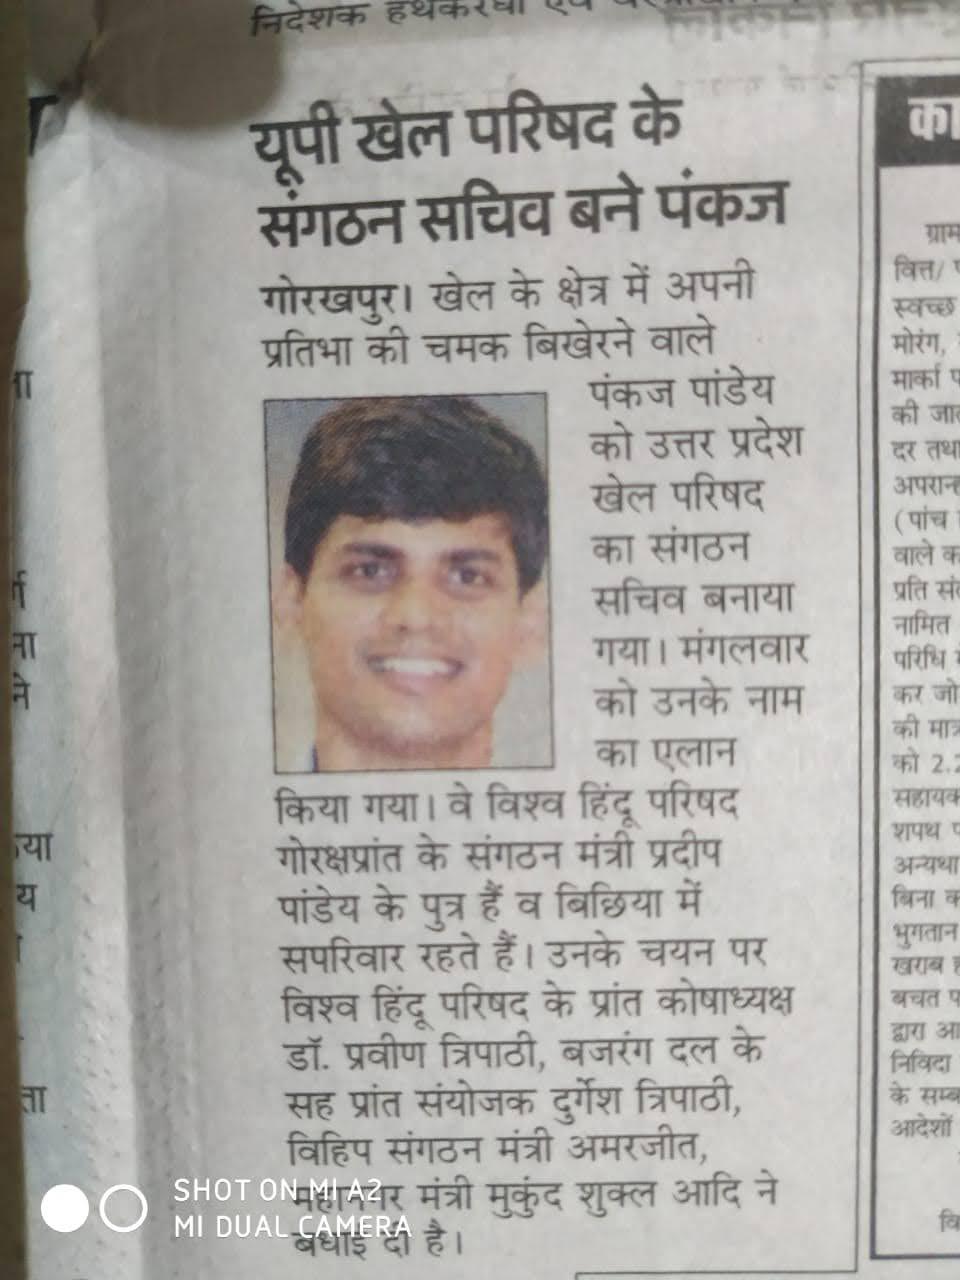 निदेशक हथकरघा एवं
यूपी खेल परिषद के
संगठन सचिव बने पंकज
गोरखपुर। खेल के क्षेत्र में अपनी
प्रतिभा की चमक बिखेरने वाले
पंकज पांडेय
को उत्तर प्रदेश
खेल परिषद
का संगठन
सचिव बनाया
गया। मंगलवार
को उनके नाम
का एलान
किया गया। वे विश्व हिंदू परिषद
गोरक्षप्रांत के संगठन मंत्री प्रदीप
पांडेय के पुत्र हैं व बिछिया में
सपरिवार रहते हैं। उनके चयन पर
विश्व हिंदू परिषद के प्रांत कोषाध्यक्ष
डॉ. प्रवीण त्रिपाठी, बजरंग दल के
सह प्रांत संयोजक दुर्गेश त्रिपाठी,
विहिप संगठन मंत्री अमरजीत,
महानगर मंत्री मुकुंद शुक्ल आदि ने
बधाई दी है।
का
ग्राम
वित्त/
स्वच्छ
मोरंग,
मार्का
की जा
दर तथा
अपरान्ह
(पांच
वाले क
प्रति सं
नामित
परिधि
कर जो
की मात्र
को 2.2
सहायक
शपथ प
अन्यथा
बिना क
भुगतान
खराब ह
बचत प
द्वारा आ
निविदा
के सम्ब
आदेशों
वि
SHOT ON MI A2
MI DUAL CAMERA